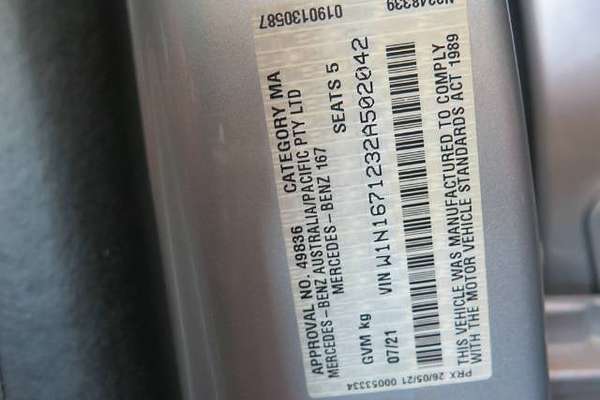 APPROVAL NO. 49836 CATEGORY MA
MERCEDES-BENZ AUSTRALIA/PACIFIC PTY LTD
MERCEDES-BENZ 167 SEATS 5
GVM kg VIN W1N1671232A502042
07/21
THIS VEHICLE WAS MANUFACTURED TO COMPLY
WITH THE MOTOR VEHICLE STANDARDS ACT 1989
PRX 26/05/21 00053334
0190130587